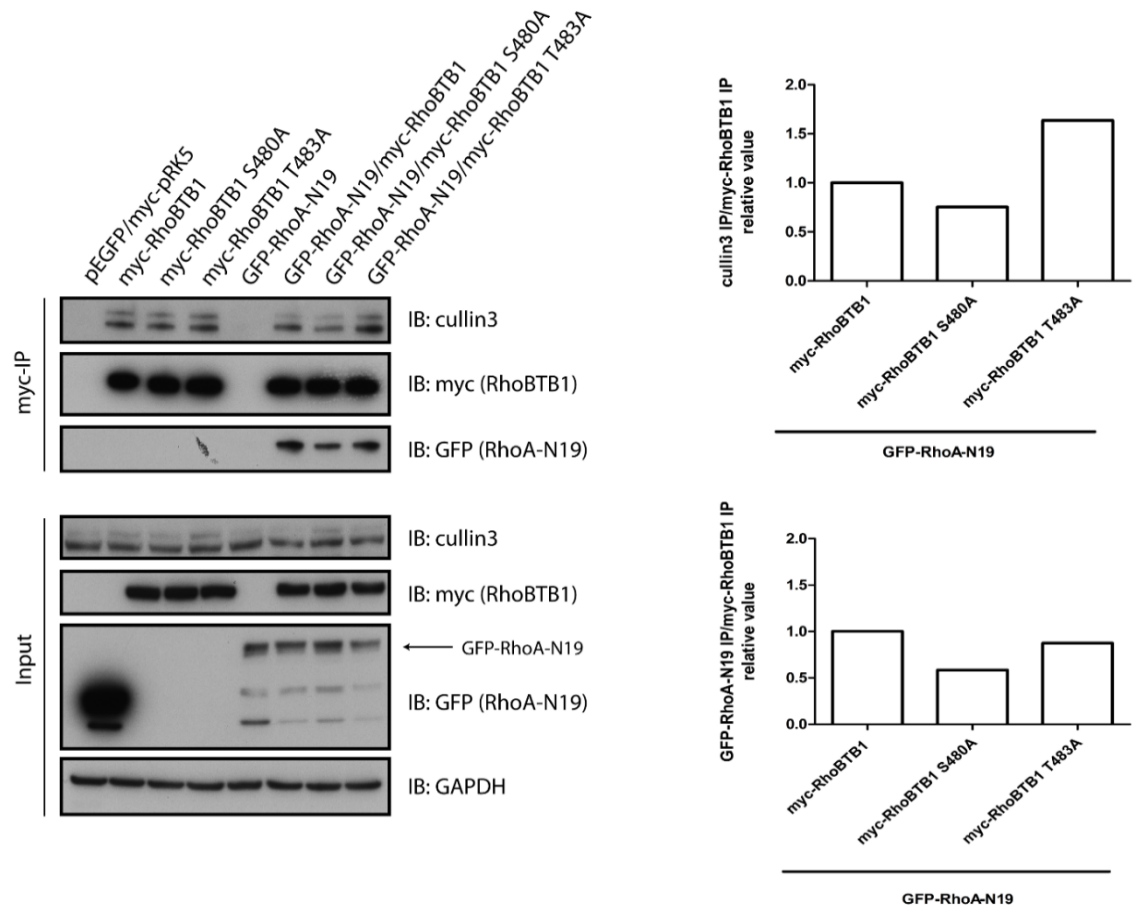 pEGFP/myc-pRK5
myc-RhoBTB1
myc-RhoBTB1 S480A
myc-RhoBTB1 T483A
GFP-RhoA-N19
GFP-RhoA-N19/myc-RhoBTB1
GFP-RhoA-N19/myc-RhoBTB1 S480A
GFP-RhoA-N19/myc-RhoBTB1 T483A
myc-IP
IB: cullin3
IB: myc (RhoBTB1)
IB: GFP (RhoA-N19)
Input
IB: cullin3
IB: myc (RhoBTB1)
GFP-RhoA-N19
IB: GFP (RhoA-N19)
IB: GAPDH
cullin3 IP/myc-RhoBTB1 IP
relative value
2.0
1.5
1.0
0.5
0.0
myc-RhoBTB1
myc-RhoBTB1 S480A
myc-RhoBTB1 T483A
GFP-RhoA-N19
GFP-RhoA-N19 IP/myc-RhoBTB1 IP
relative value
2.0
1.5
1.0
0.5
0.0
myc-RhoBTB1
myc-RhoBTB1 S480A
myc-RhoBTB1 T483A
GFP-RhoA-N19